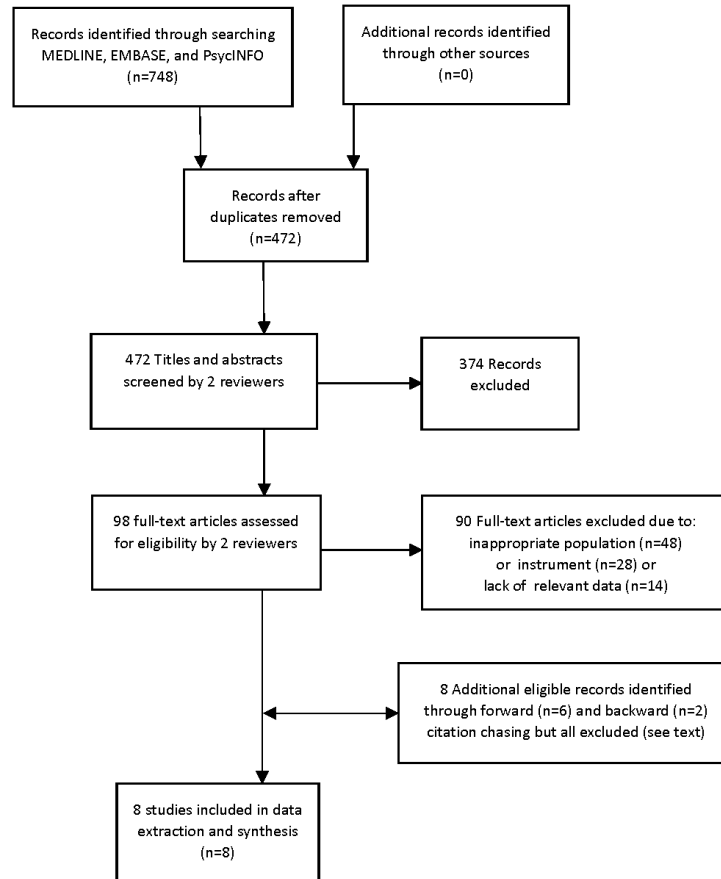 Records identified through searching
MEDLINE, EMBASE, and PsycINFO
(n=748)
Additional records identified
through other sources
(n=0)
Records after
duplicates removed
(n=472)
472 Titles and abstracts
screened by 2 reviewers
374 Records
excluded
98 full-text articles assessed
for eligibility by 2 reviewers
90 Full-text articles excluded due to:
inappropriate population (n=48)
or instrument (n=28) or
lack of relevant data (n=14)
8 Additional eligible records identified
through forward (n=6) and backward (n=2)
citation chasing but all excluded (see text)
8 studies included in data
extraction and synthesis
(n=8)